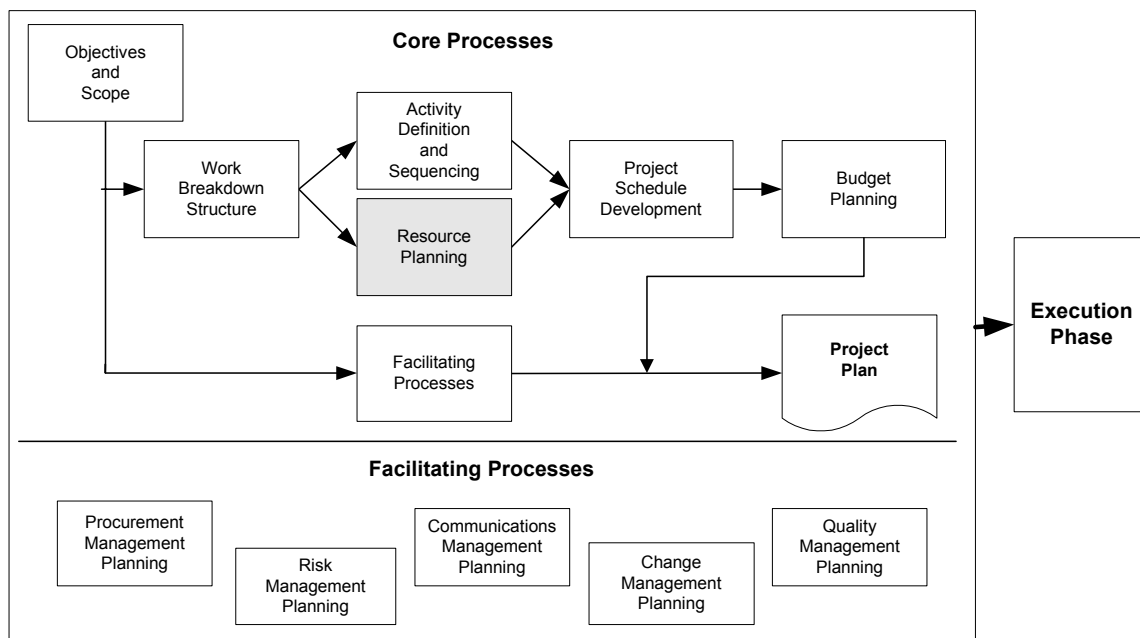 Core Processes
Objectives
and
Scope
Work
Breakdown
Structure
Activity
Definition
and
Sequencing
Resource
Planning
Project
Schedule
Development
Budget
Planning
Facilitating
Processes
Project
Plan
Execution
Phase
Facilitating Processes
Procurement
Management
Planning
Risk
Management
Planning
Communications
Management
Planning
Change
Management
Planning
Quality
Management
Planning